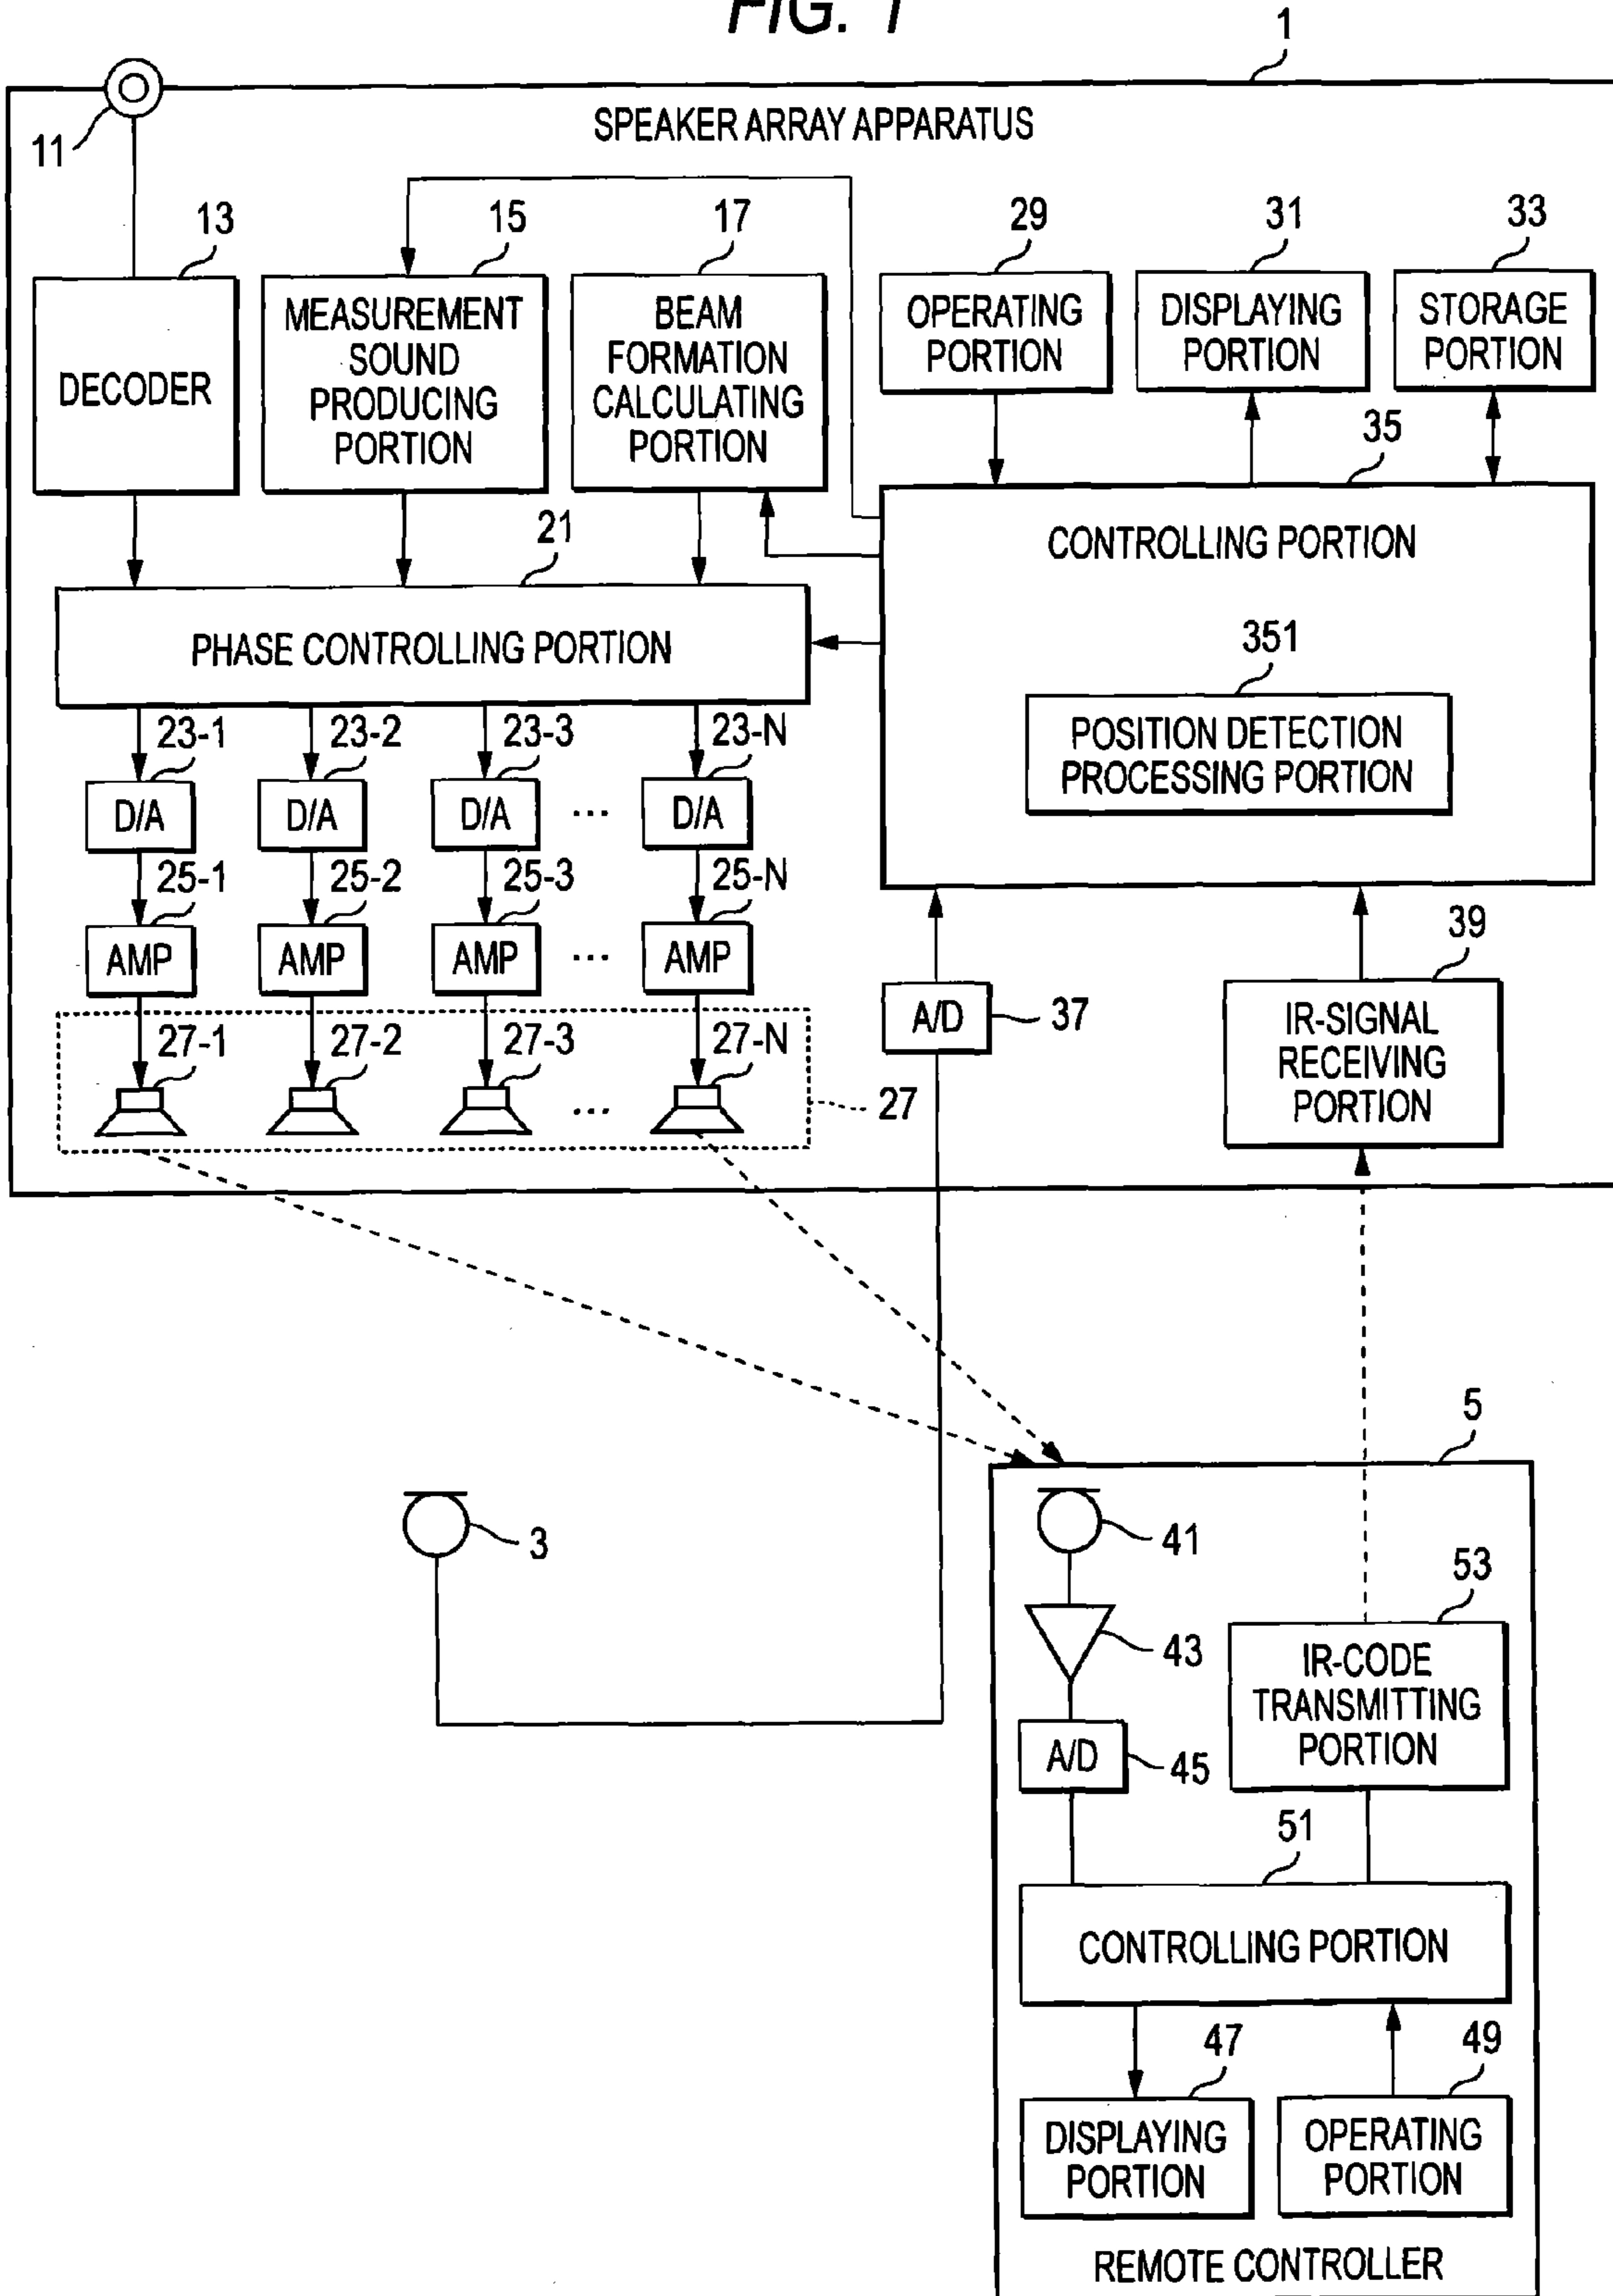 FIG. 1
1
11
SPEAKER ARRAY APPARATUS
13
15
17
29
31
33
DECODER
MEASUREMENT
SOUND
PRODUCING
PORTION
BEAM
FORMATION
CALCULATING
PORTION
OPERATING
PORTION
DISPLAYING
PORTION
STORAGE
PORTION
35
21
CONTROLLING PORTION
PHASE CONTROLLING PORTION
351
POSITION DETECTION
PROCESSING PORTION
23-1
23-2
23-3
23-N
D/A
D/A
D/A
...
D/A
25-1
25-2
25-3
25-N
AMP
AMP
AMP
...
AMP
39
A/D
37
IR-SIGNAL
RECEIVING
PORTION
27-1
27-2
27-3
27-N
...
27
5
3
41
53
43
IR-CODE
TRANSMITTING
PORTION
A/D
45
51
CONTROLLING PORTION
47
49
DISPLAYING
PORTION
OPERATING
PORTION
REMOTE CONTROLLER